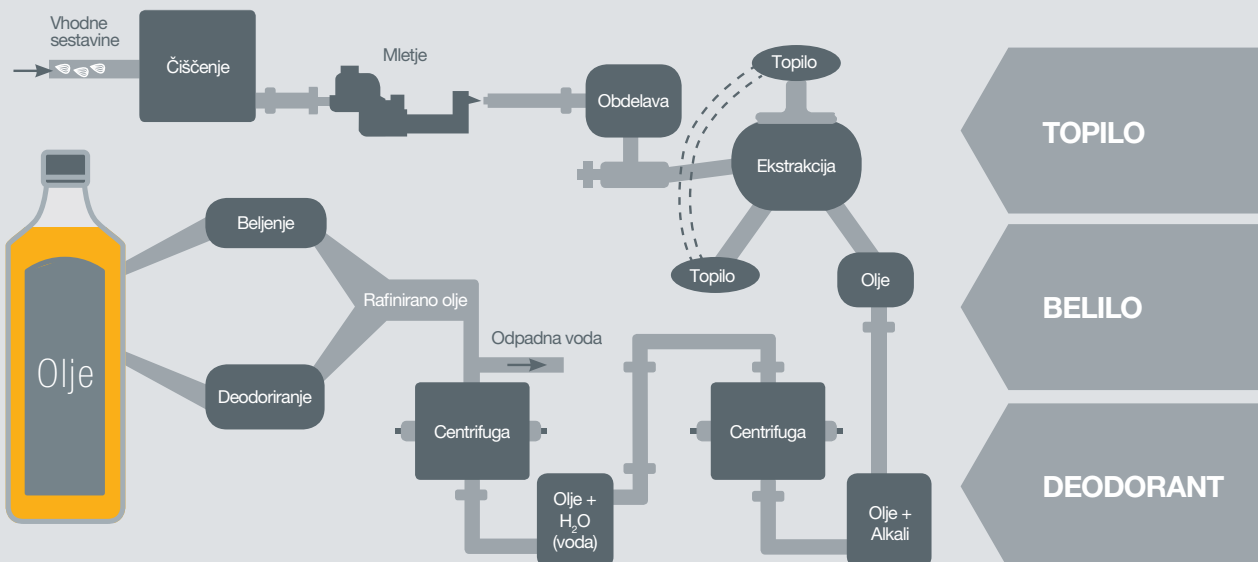 Vhodne
sestavine
Čiščenje
Mletje
Obdelava
Topilo
Ekstrakcija
Topilo
Olje
Olje +
Alkali
Centrifuga
Olje +
H₂O
(voda)
Centrifuga
Odpadna voda
Rafinirano olje
Beljenje
Deodoriranje
Olje
TOPILO
BELILO
DEODORANT